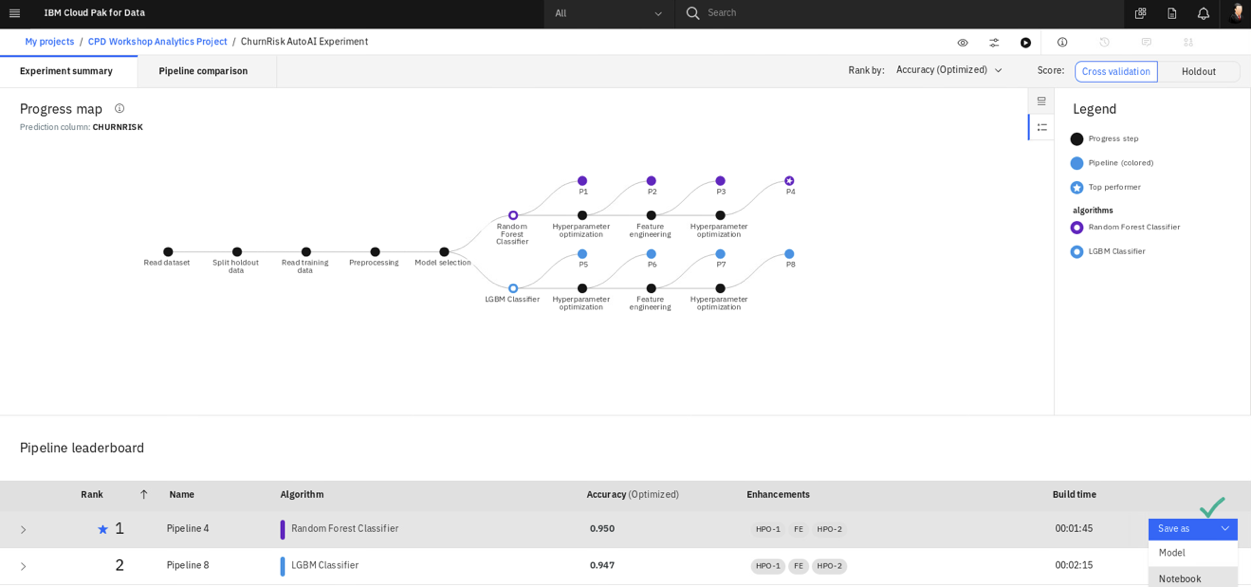 IBM Cloud Pak for Data
All
Search
My projects / CPD Workshop Analytics Project / ChurnRisk AutoAI Experiment
Experiment summary
Pipeline comparison
Rank by: Accuracy (Optimized)
Score: Cross validation Holdout
Progress map
Prediction column: CHURNRISK
Legend
Progress step
Pipeline (colored)
Top performer
algorithms
Random Forest Classifier
LGBM Classifier
P1
P2
P3
P4
Random
Forest
Classifier
Hyperparameter
optimization
Feature
engineering
Hyperparameter
optimization
Read dataset
Split holdout
data
Read training
data
Preprocessing
Model selection
P5
P6
P7
P8
LGBM Classifier
Hyperparameter
optimization
Feature
engineering
Hyperparameter
optimization
Pipeline leaderboard
Rank Name Algorithm Accuracy (Optimized) Enhancements Build time
1 Pipeline 4 Random Forest Classifier 0.950 HPO-1 FE HPO-2 00:01:45 Save as
Model
2 Pipeline 8 LGBM Classifier 0.947 HPO-1 FE HPO-2 00:02:15
Notebook